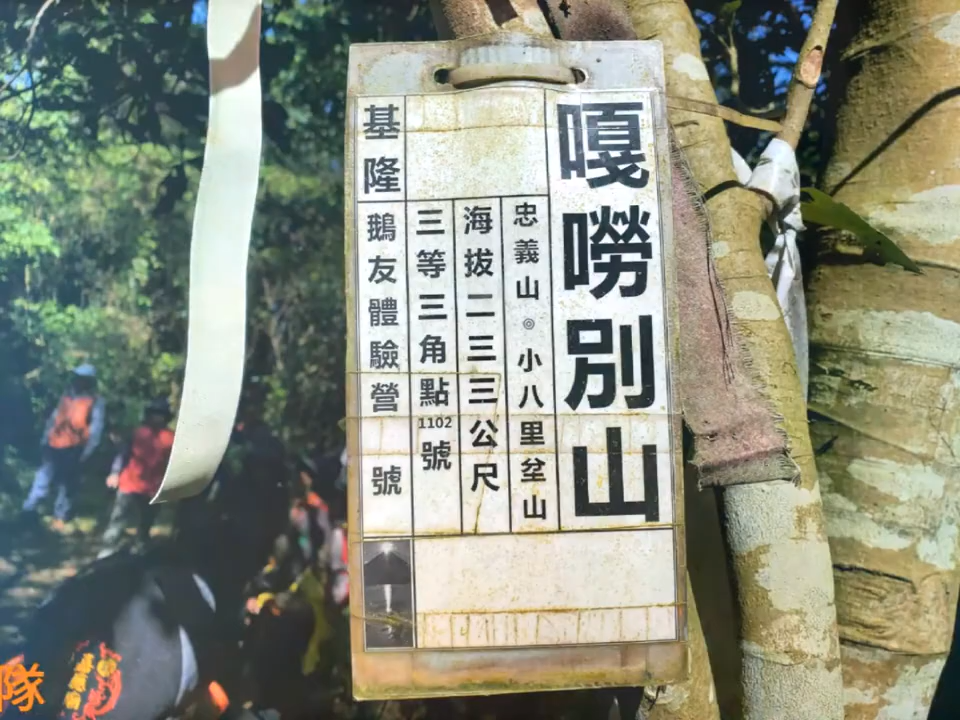 嘎嘮別山
忠義山◎小八里坌山
海拔二三三公尺
三等三角點1102號
基隆
鵝友體驗營 號
隊